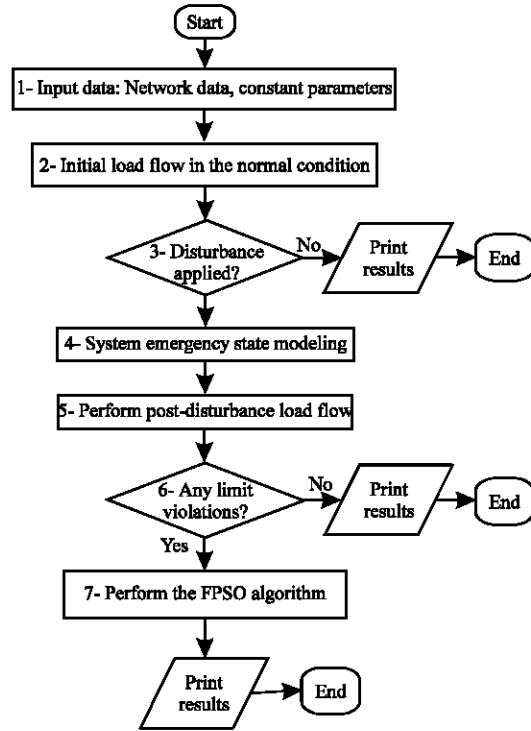 Start
1- Input data: Network data, constant parameters
2- Initial load flow in the normal condition
3- Disturbance
applied?
No
Print
results
End
4- System emergency state modeling
5- Perform post-disturbance load flow
6- Any limit
violations?
No
Print
results
End
Yes
7- Perform the FPSO algorithm
Print
results
End